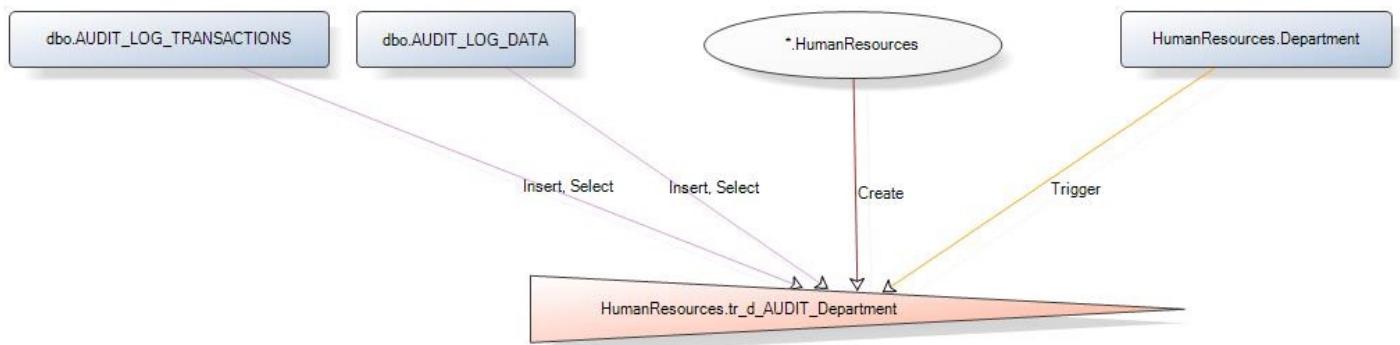 dbo.AUDIT_LOG_TRANSACTIONS
dbo.AUDIT_LOG_DATA
*.HumanResources
HumanResources.Department
Insert, Select
Insert, Select
Create
Trigger
HumanResources.tr_d_AUDIT_Department